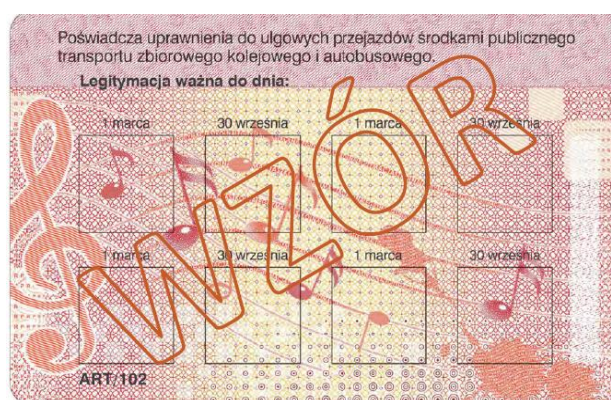 Poświadcza uprawnienia do ulgowych przejazdów środkami publicznego
transportu zbiorowego kolejowego i autobusowego.
Legitymacja ważna do dnia:
1 marca 30 września 1 marca 30 września
WZÓR
1 marca 30 września 1 marca 30 września
ART/102